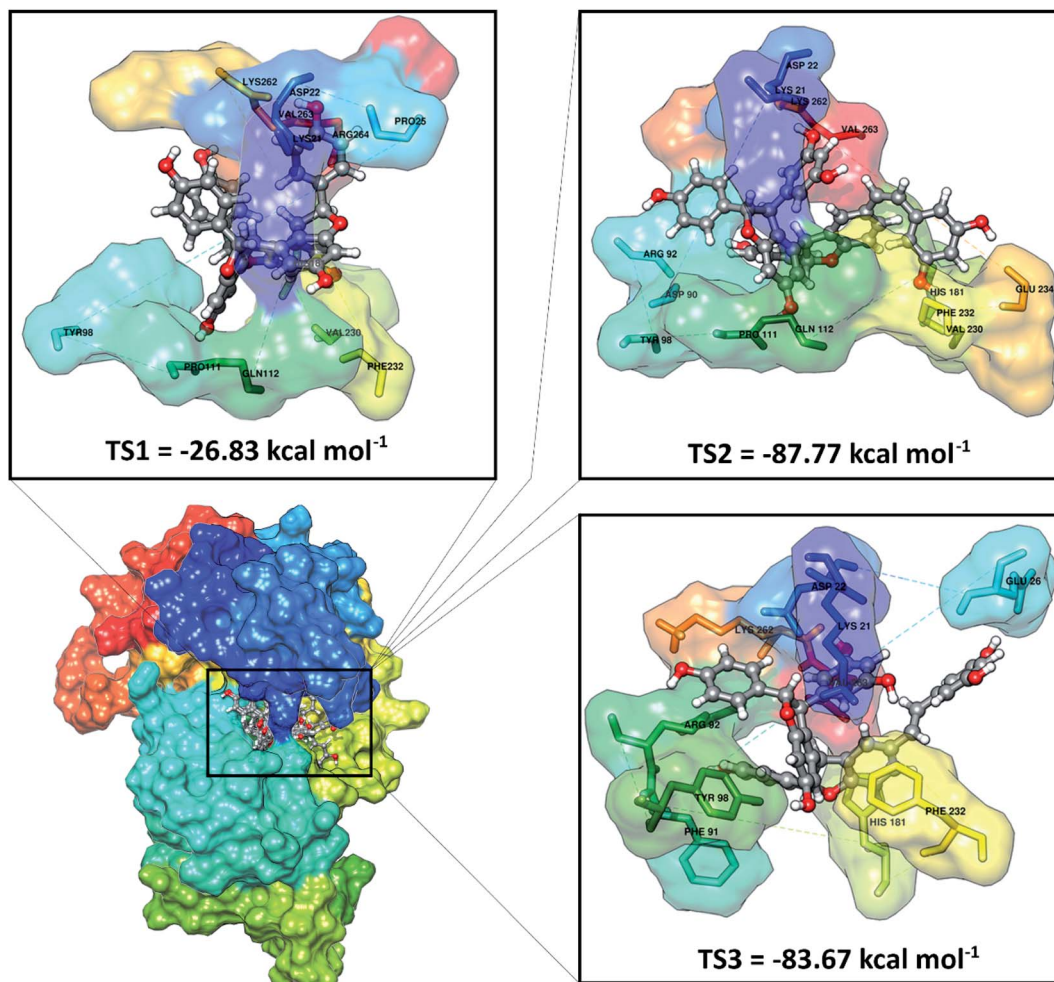 LYS262
ASP22
VAL263
PRO25
LYS21
ARG264
TYR98
VAL230
PRO111
GLN112
PHE232
TS1 = -26.83 kcal mol⁻¹
ASP 22
LYS 21
LYS 262
VAL 263
ARG 92
ASP 90
HIS 181
GLU 234
PHE 232
TYR 98
PRO 111
GLN 112
VAL 230
TS2 = -87.77 kcal mol⁻¹
ASP 22
GLU 26
LYS 21
LYS 262
ARG 92
TYR 98
PHE 232
HIS 181
PHE 91
TS3 = -83.67 kcal mol⁻¹